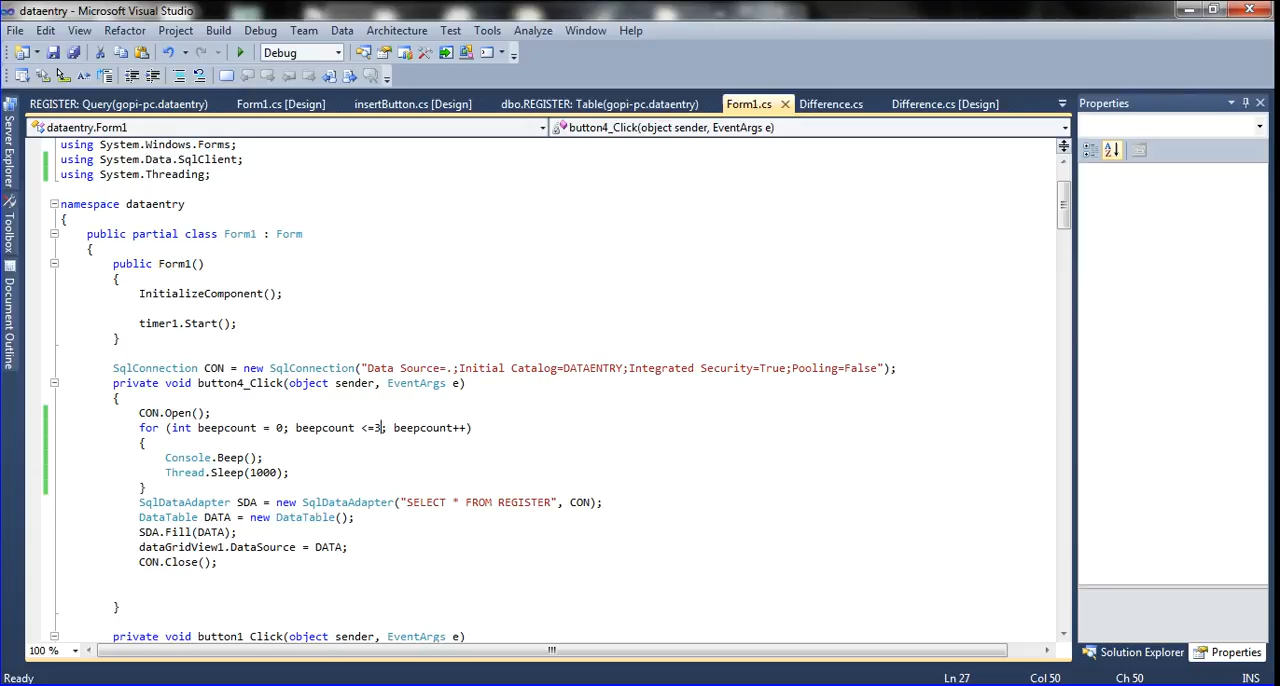 dataentry - Microsoft Visual Studio
File Edit View Refactor Project Build Debug Team Data Tools Architecture Test Analyze Window Help
Debug
REGISTER: Query(gopi-pc.dataentry) Form1.cs [Design] insertButton.cs [Design] dbo.REGISTER: Table(gopi-pc.dataentry) Form1.cs Difference.cs Difference.cs [Design]
Properties
dataentry.Form1 button4_Click(object sender, EventArgs e)
Server Explorer
Toolbox
Document Outline
using System.Windows.Forms;
using System.Data.SqlClient;
using System.Threading;
namespace dataentry
{
public partial class Form1 : Form
{
public Form1()
{
InitializeComponent();
timer1.Start();
}
SqlConnection CON = new SqlConnection("Data Source=.;Initial Catalog=DATAENTRY;Integrated Security=True;Pooling=False");
private void button4_Click(object sender, EventArgs e)
{
CON.Open();
for (int beepcount = 0; beepcount <=3; beepcount++)
{
Console.Beep();
Thread.Sleep(1000);
}
SqlDataAdapter SDA = new SqlDataAdapter("SELECT * FROM REGISTER", CON);
DataTable DATA = new DataTable();
SDA.Fill(DATA);
dataGridView1.DataSource = DATA;
CON.Close();
}
private void button1_Click(object sender, EventArgs e)
100 %
Solution Explorer Properties
Ready Ln 27 Col 50 Ch 50 INS